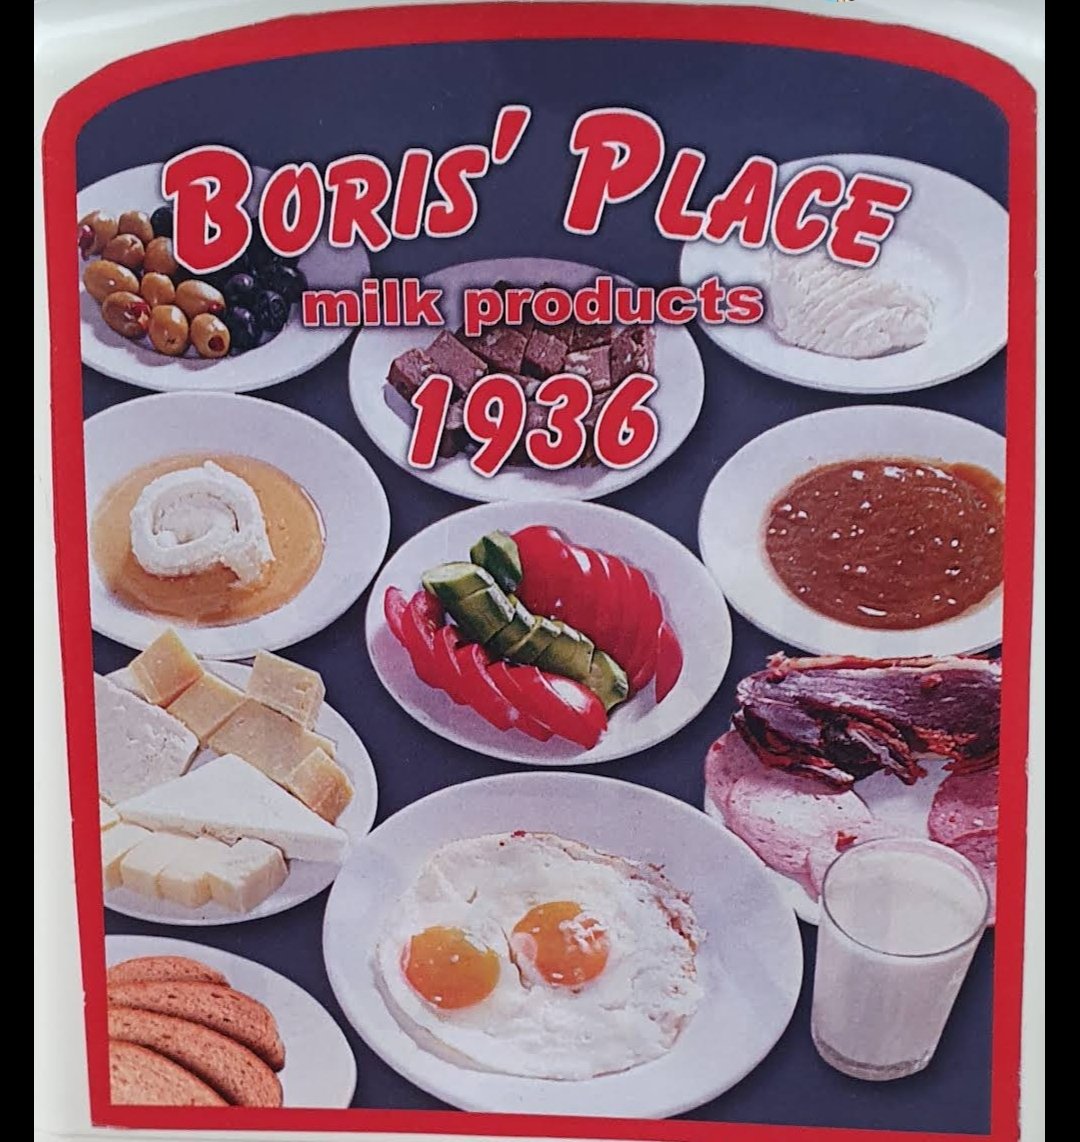 BORIS' PLACE
milk products
1936